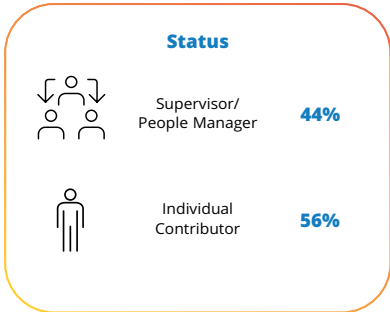 Status
Supervisor/
People Manager
44%
Individual
Contributor
56%